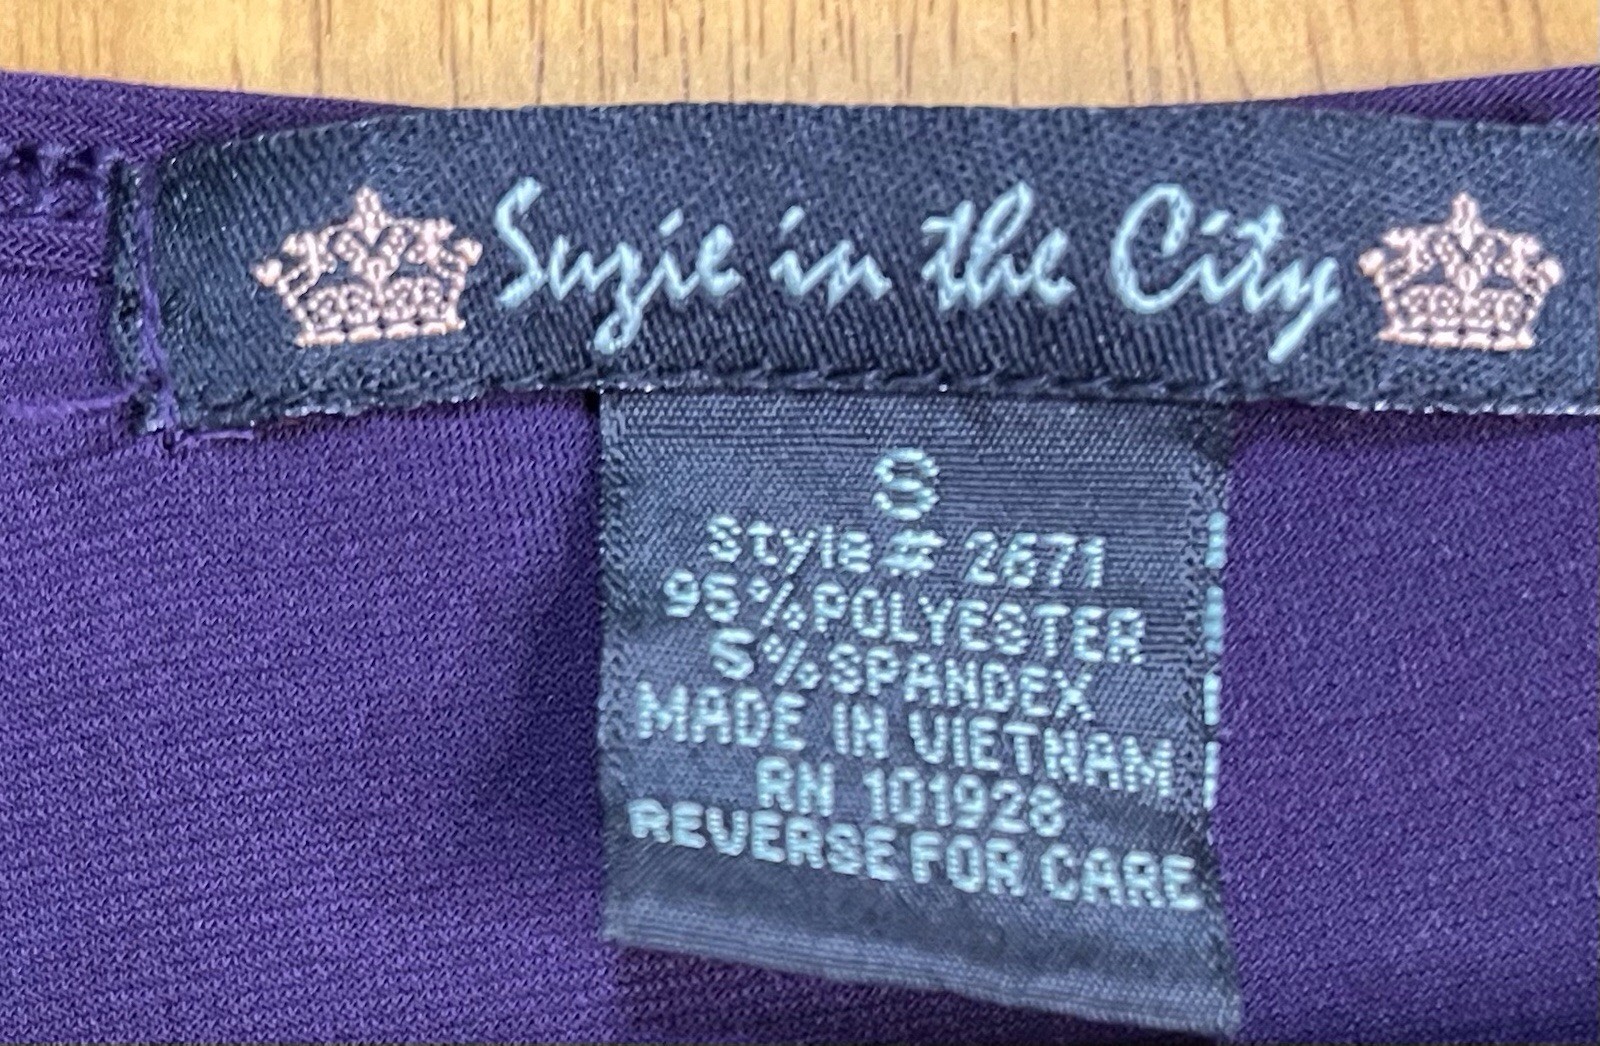 Suzie in the City
S
Style# 2671
95%POLYESTER
5%SPANDEX
MADE IN VIETNAM
RN 101928
REVERSE FOR CARE